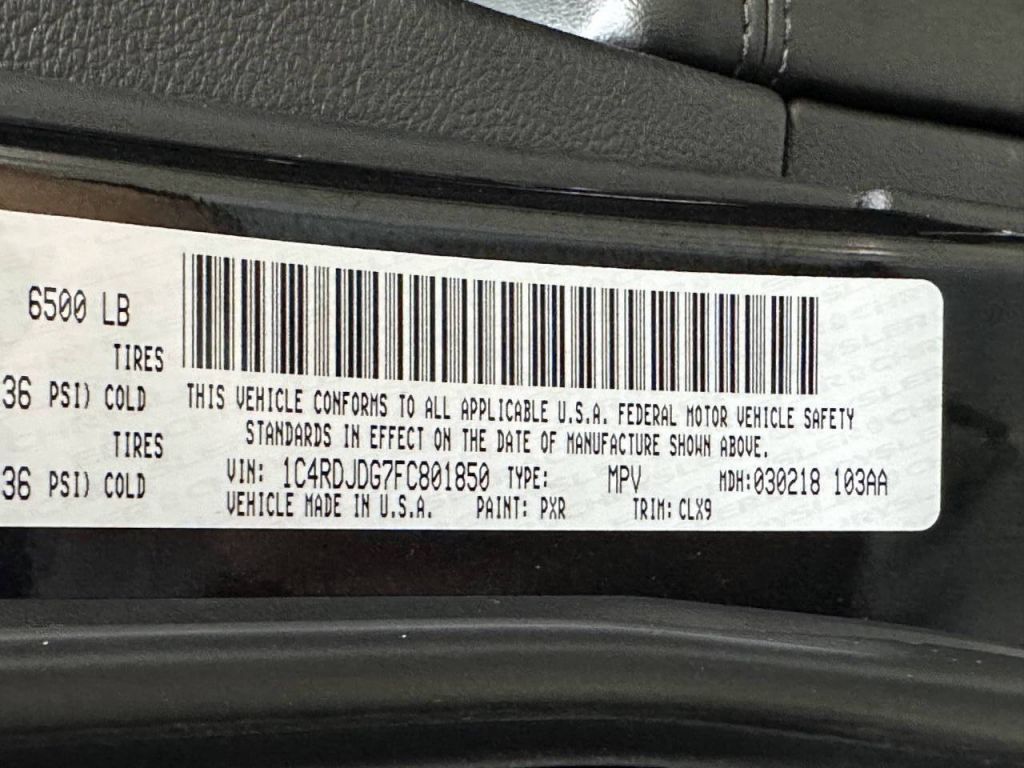 6500 LB
TIRES
36 PSI) COLD
TIRES
36 PSI) COLD
THIS VEHICLE CONFORMS TO ALL APPLICABLE U.S.A. FEDERAL MOTOR VEHICLE SAFETY
STANDARDS IN EFFECT ON THE DATE OF MANUFACTURE SHOWN ABOVE.
VIN: 1C4RDJDG7FC801850 TYPE: MPV MDH:030218 103AA
VEHICLE MADE IN U.S.A. PAINT: PXR TRIM: CLX9